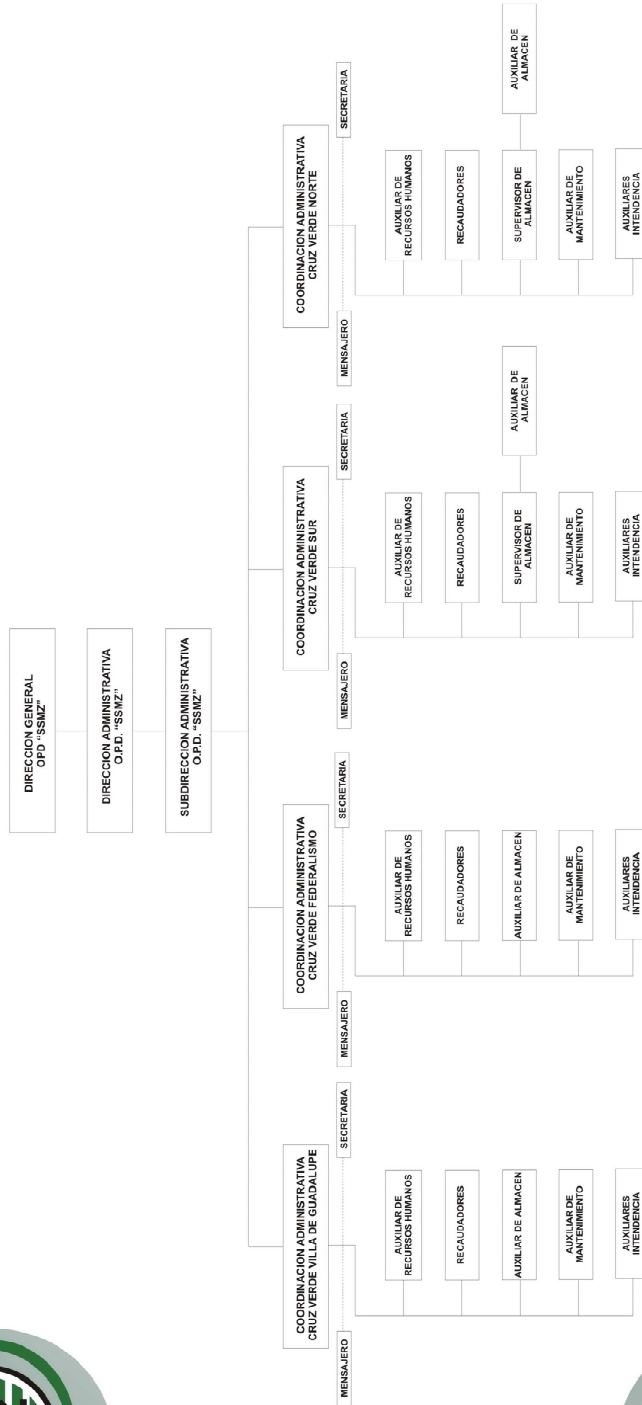 DIRECCION GENERAL
OPD "SSMZ"
DIRECCION ADMINISTRATIVA
O.P.D. "SSMZ"
SUBDIRECCION ADMINISTRATIVA
O.P.D. "SSMZ"
COORDINACION ADMINISTRATIVA
CRUZ VERDE VILLA DE GUADALUPE
MENSAJERO
SECRETARIA
AUXILIAR DE
RECURSOS HUMANOS
RECAUDADORES
AUXILIAR DE ALMACEN
AUXILIAR DE
MANTENIMIENTO
AUXILIARES
INTENDENCIA
COORDINACION ADMINISTRATIVA
CRUZ VERDE FEDERALISMO
MENSAJERO
SECRETARIA
AUXILIAR DE
RECURSOS HUMANOS
RECAUDADORES
AUXILIAR DE ALMACEN
AUXILIAR DE
MANTENIMIENTO
AUXILIARES
INTENDENCIA
COORDINACION ADMINISTRATIVA
CRUZ VERDE SUR
MENSAJERO
SECRETARIA
AUXILIAR DE
RECURSOS HUMANOS
RECAUDADORES
SUPERVISOR DE
ALMACEN
AUXILIAR DE
ALMACEN
AUXILIAR DE
MANTENIMIENTO
AUXILIARES
INTENDENCIA
COORDINACION ADMINISTRATIVA
CRUZ VERDE NORTE
MENSAJERO
SECRETARIA
AUXILIAR DE
RECURSOS HUMANOS
RECAUDADORES
SUPERVISOR DE
ALMACEN
AUXILIAR DE
ALMACEN
AUXILIAR DE
MANTENIMIENTO
AUXILIARES
INTENDENCIA